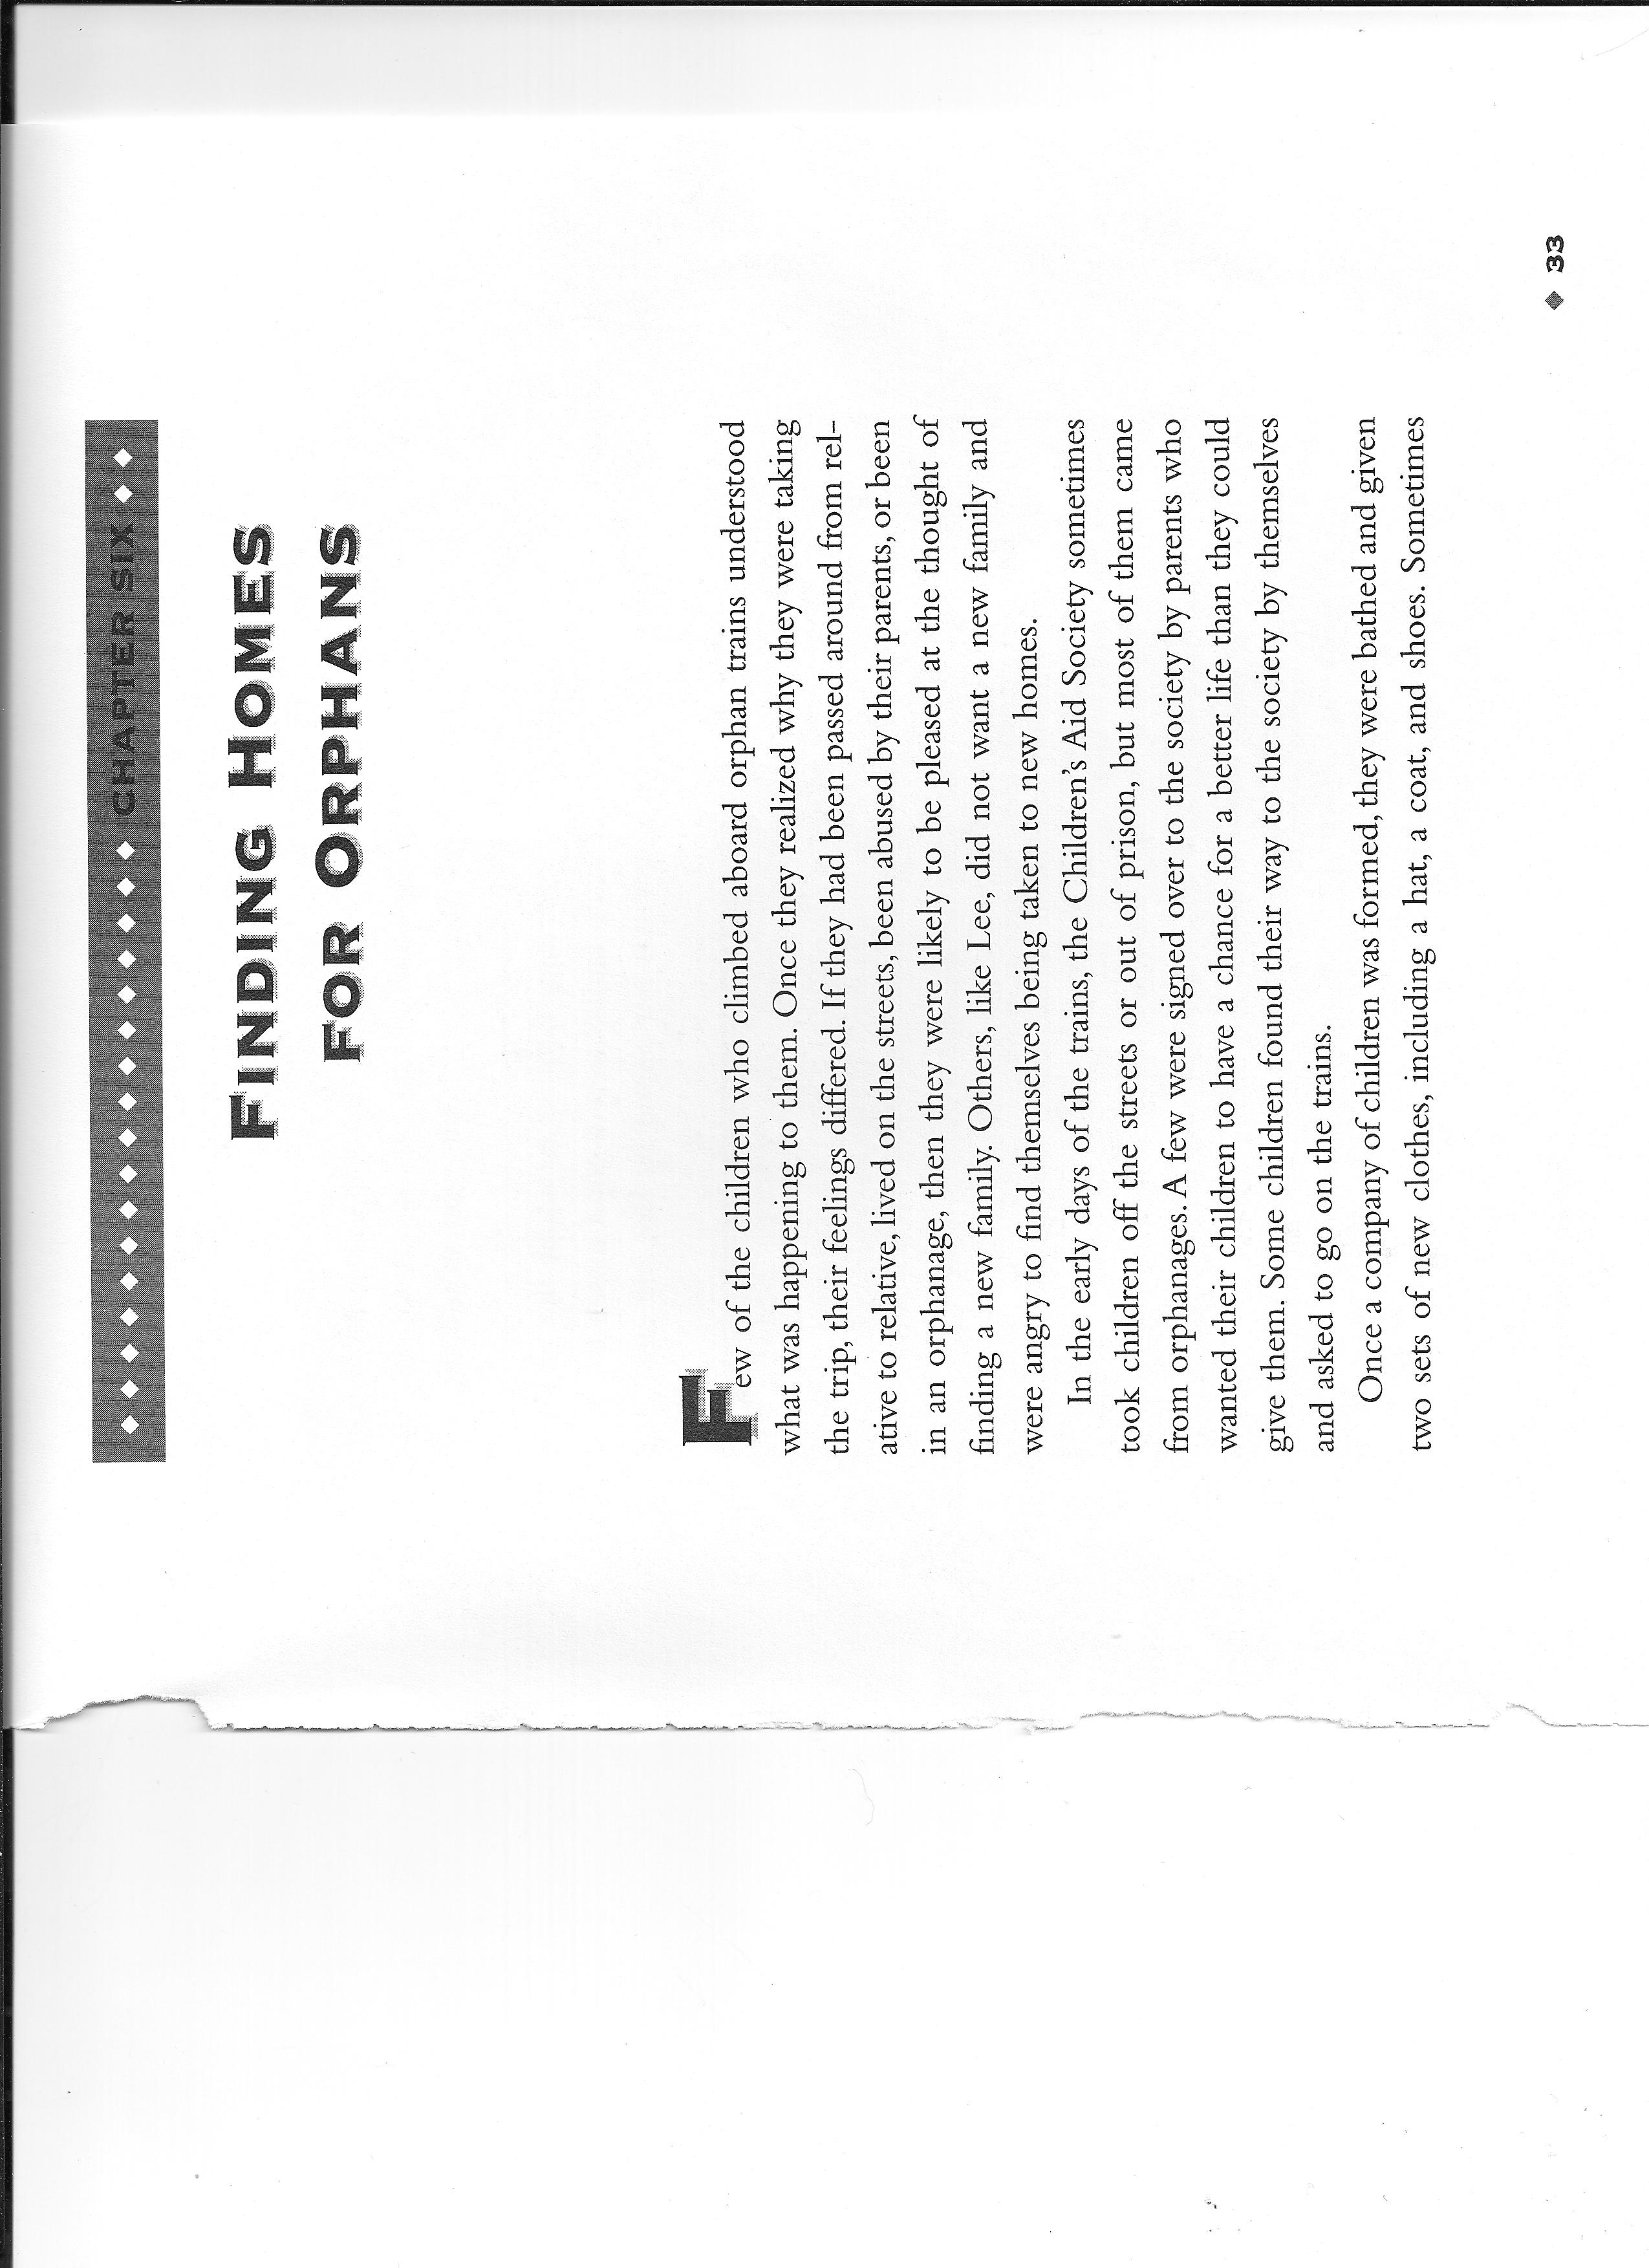 CHAPTER SIX
FINDING HOMES
FOR ORPHANS
Few of the children who climbed aboard orphan trains understood
what was happening to them. Once they realized why they were taking
the trip, their feelings differed. If they had been passed around from rel-
ative to relative, lived on the streets, been abused by their parents, or been
in an orphanage, then they were likely to be pleased at the thought of
finding a new family. Others, like Lee, did not want a new family and
were angry to find themselves being taken to new homes.
In the early days of the trains, the Children's Aid Society sometimes
took children off the streets or out of prison, but most of them came
from orphanages. A few were signed over to the society by parents who
wanted their children to have a chance for a better life than they could
give them. Some children found their way to the society by themselves
and asked to go on the trains.
Once a company of children was formed, they were bathed and given
two sets of new clothes, including a hat, a coat, and shoes. Sometimes
◆ 33